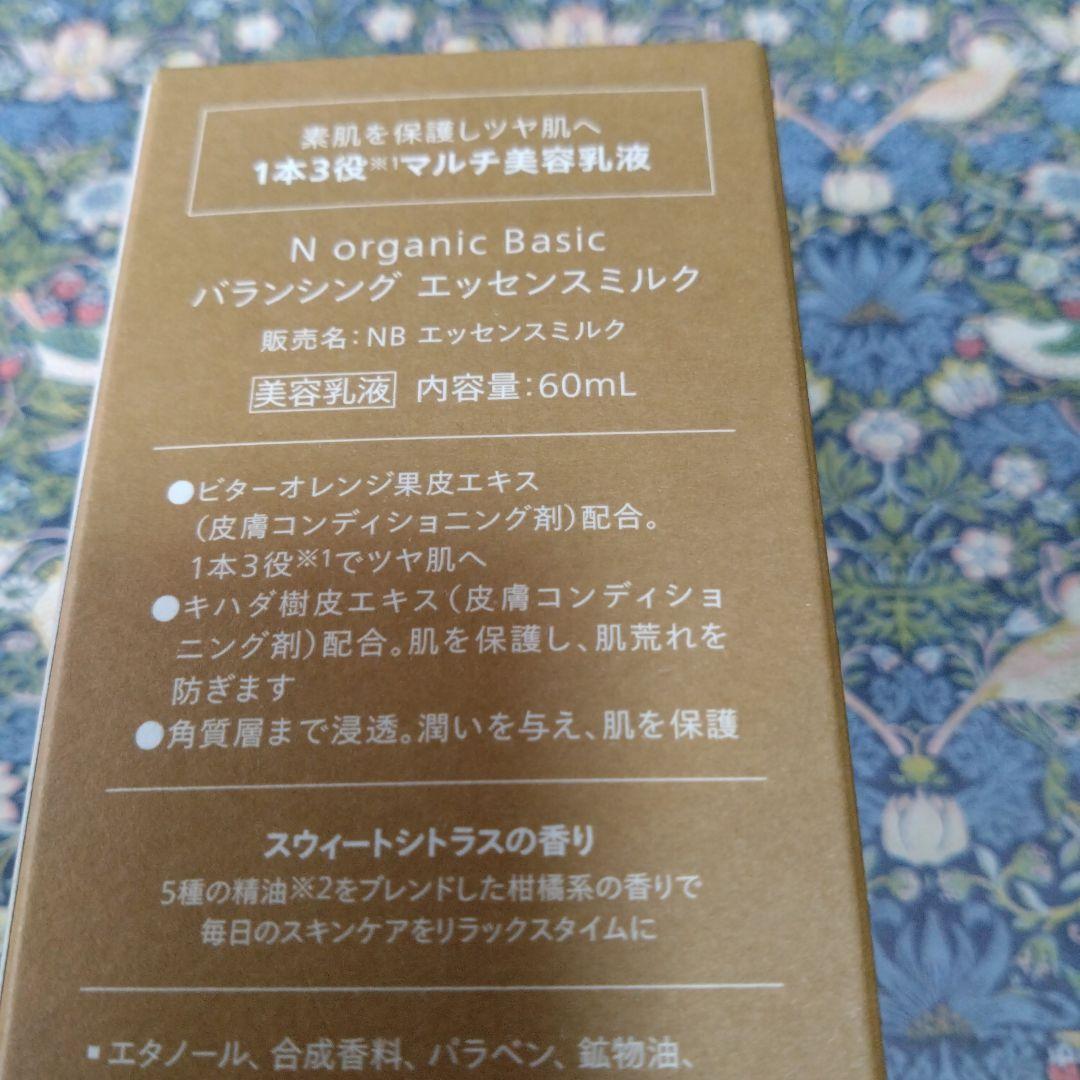 素肌を保護しツヤ肌へ
1本3役※1マルチ美容乳液
N organic Basic
バランシング エッセンスミルク
販売名:NB エッセンスミルク
美容乳液 内容量:60mL
●ビターオレンジ果皮エキス
(皮膚コンディショニング剤)配合。
1本3役※1でツヤ肌へ
●キハダ樹皮エキス(皮膚コンディショ
ニング剤)配合。肌を保護し、肌荒れを
防ぎます
●角質層まで浸透。潤いを与え、肌を保護
スウィートシトラスの香り
5種の精油※2をブレンドした柑橘系の香りで
毎日のスキンケアをリラックスタイムに
▪エタノール、合成香料、パラベン、鉱物油、